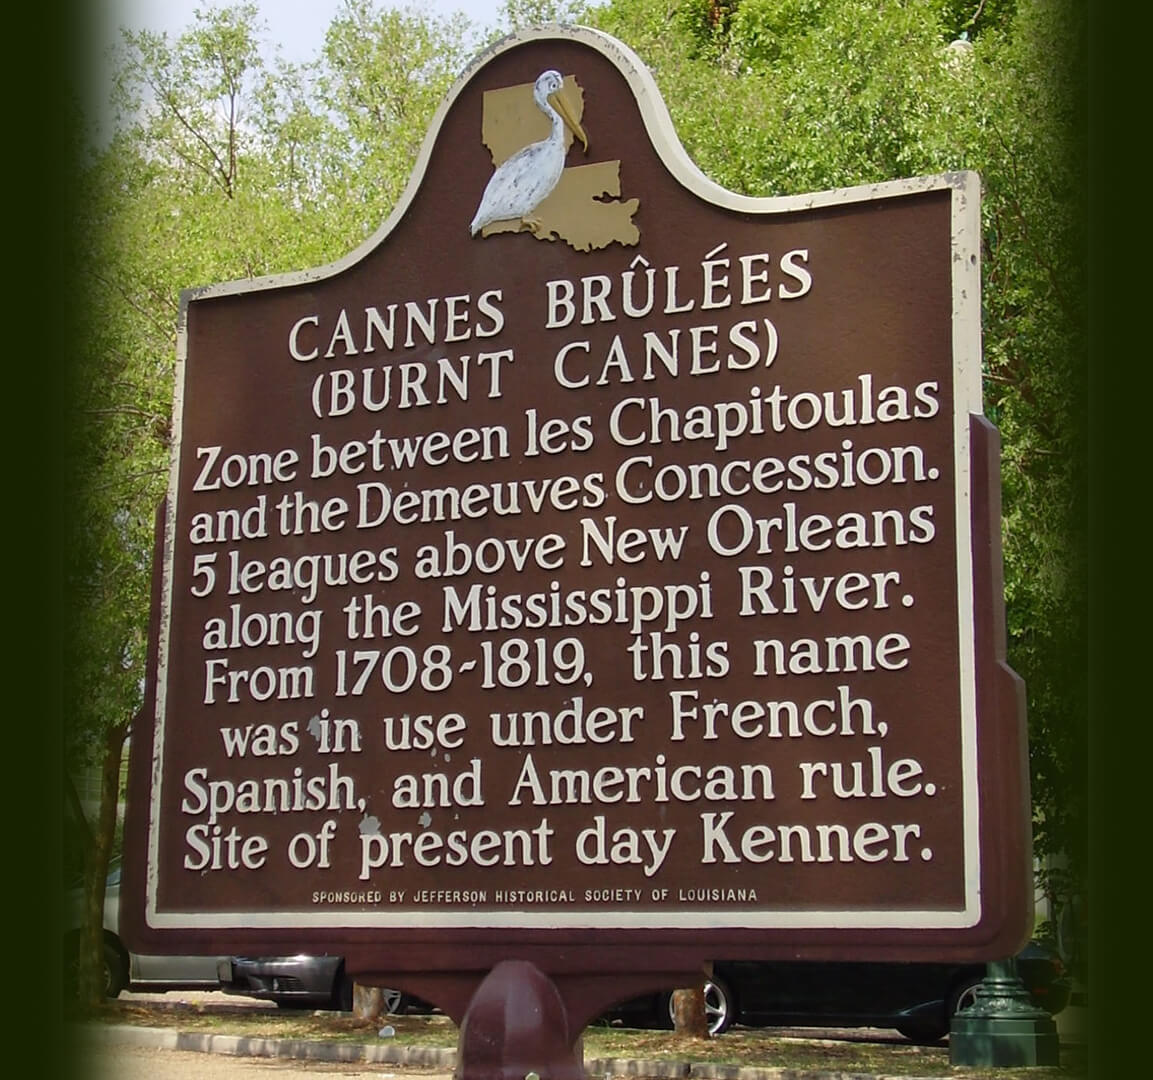 CANNES BRÛLÉES
(BURNT CANES)
Zone between les Chapitoulas
and the Demeuves Concession.
5 leagues above New Orleans
along the Mississippi River.
From 1708-1819, this name
was in use under French,
Spanish, and American rule.
Site of present day Kenner.
SPONSORED BY JEFFERSON HISTORICAL SOCIETY OF LOUISIANA